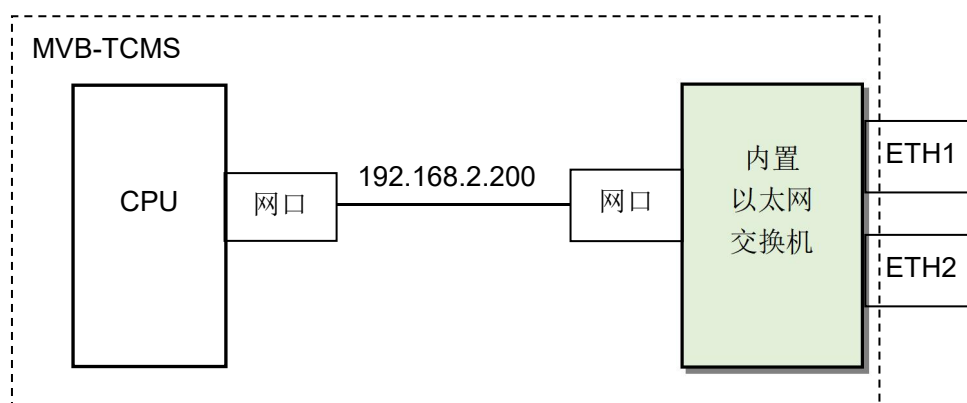 MVB-TCMS
CPU
网口
192.168.2.200
网口
内置
以太网
交换机
ETH1
ETH2